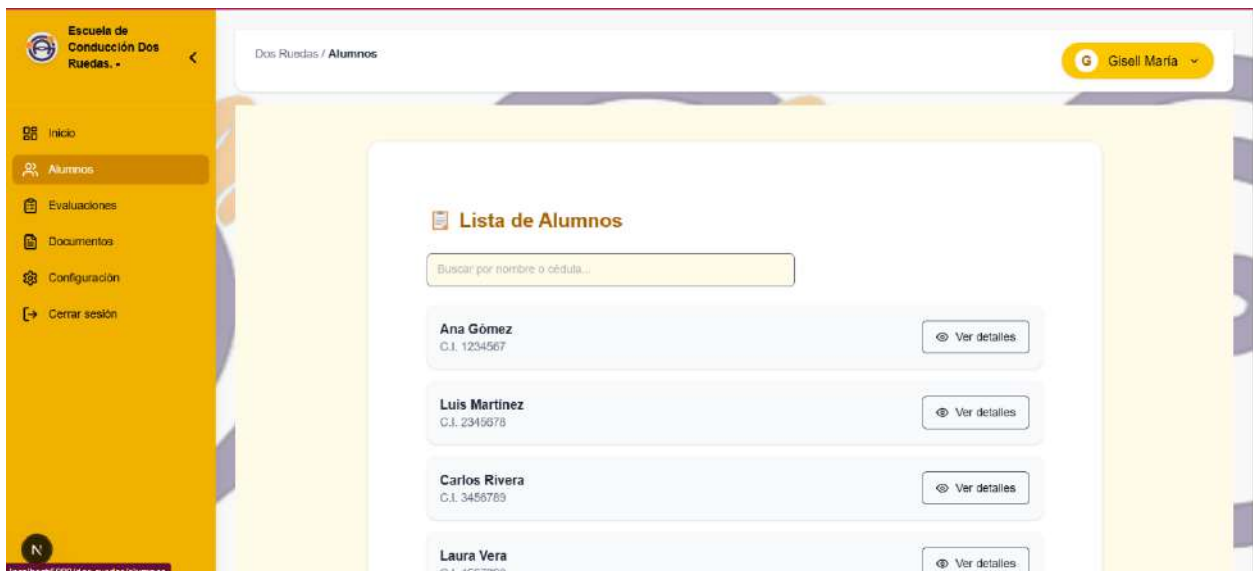 Escuela de
Conducción Dos
Ruedas. -
Dos Ruedas / Alumnos
G Gisell María
Inicio
Alumnos
Evaluaciones
Documentos
Configuración
Cerrar sesión
N
Lista de Alumnos
Buscar por nombre o cédula...
Ana Gómez
C.I. 1234567
Ver detalles
Luis Martínez
C.I. 2345678
Ver detalles
Carlos Rivera
C.I. 3456789
Ver detalles
Laura Vera
Ver detalles